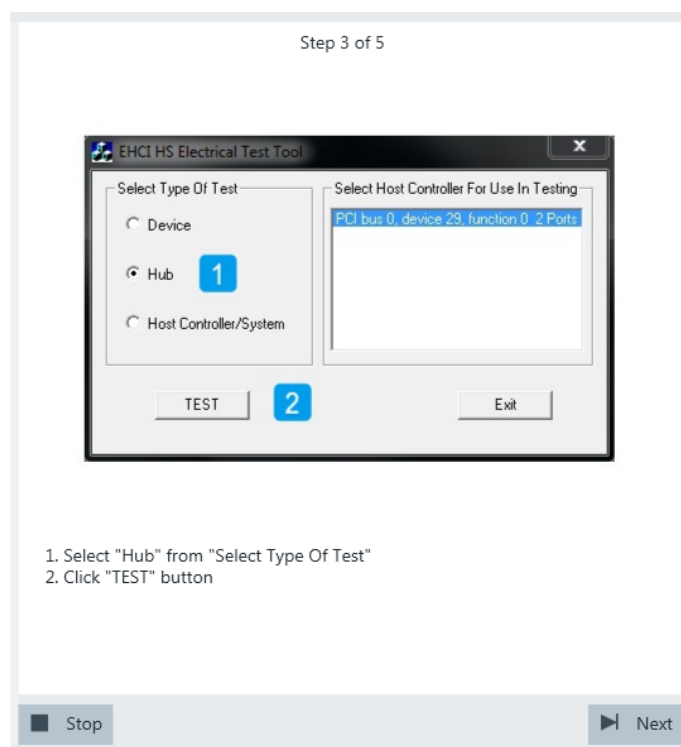 Step 3 of 5
EHCI HS Electrical Test Tool
x
Select Type Of Test
Select Host Controller For Use In Testing
Device
PCI bus 0, device 29, function 0 2 Ports
Hub
1
Host Controller/System
TEST
2
Exit
1. Select "Hub" from "Select Type Of Test"
2. Click "TEST" button
Stop
Next